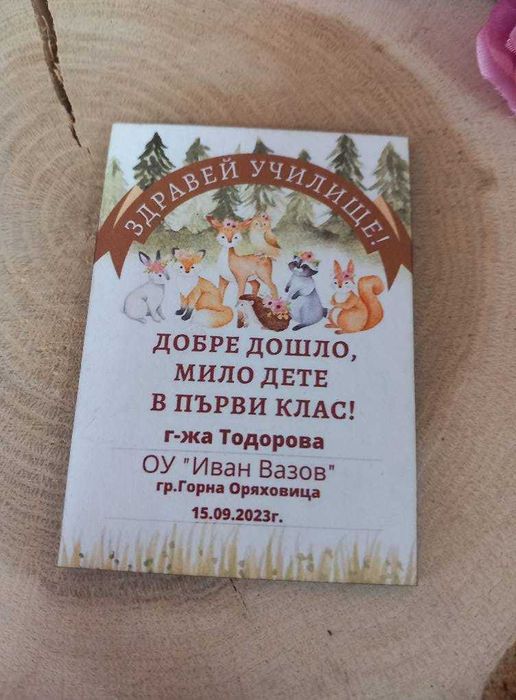 ЗДРАВЕЙ УЧИЛИЩЕ!
ДОБРЕ ДОШЛО,
МИЛО ДЕТЕ
В ПЪРВИ КЛАС!
г-жа Тодорова
ОУ "Иван Вазов"
гр.Горна Оряховица
15.09.2023г.